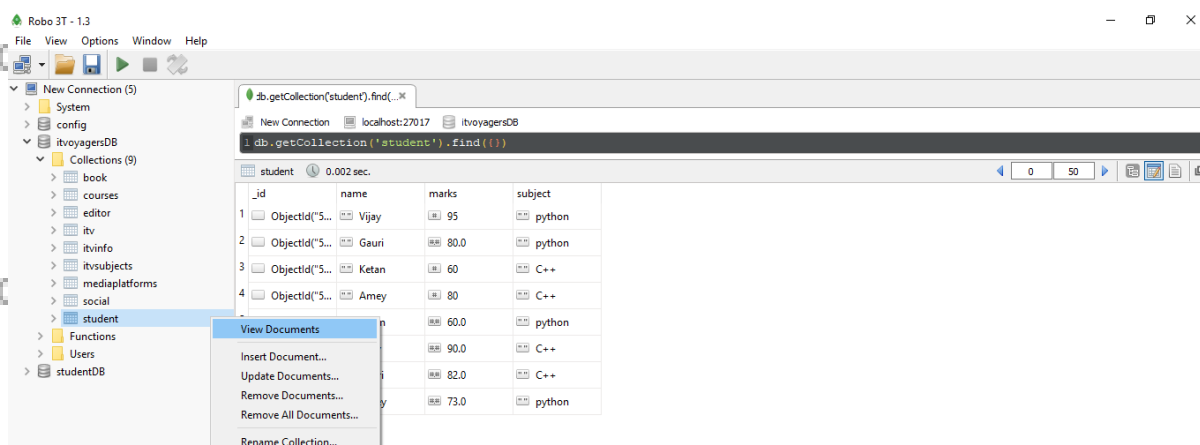 Robo 3T - 1.3
File View Options Window Help
New Connection (5)
System
config
itvoyagersDB
Collections (9)
book
courses
editor
itv
itvinfo
itvsubjects
mediaplatforms
social
student
Functions
Users
studentDB
db.getCollection('student').find(...
New Connection localhost:27017 itvoyagersDB
1 db.getCollection('student').find({})
student 0.002 sec.
0 50
_id name marks subject
1 ObjectId("5... Vijay 95 python
2 ObjectId("5... Gauri 80.0 python
3 ObjectId("5... Ketan 60 C++
4 ObjectId("5... Amey 80 C++
60.0 python
90.0 C++
82.0 C++
73.0 python
View Documents
Insert Document...
Update Documents...
Remove Documents...
Remove All Documents...
Rename Collection...